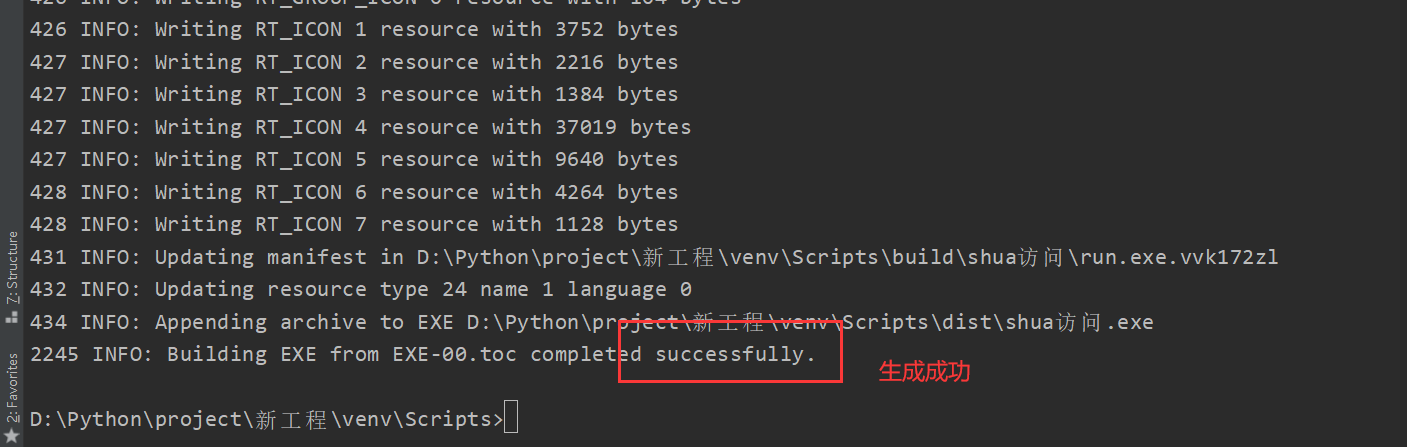 426 INFO: Writing RT_GROUP_ICON 0 resource with 104 bytes
426 INFO: Writing RT_ICON 1 resource with 3752 bytes
427 INFO: Writing RT_ICON 2 resource with 2216 bytes
427 INFO: Writing RT_ICON 3 resource with 1384 bytes
427 INFO: Writing RT_ICON 4 resource with 37019 bytes
427 INFO: Writing RT_ICON 5 resource with 9640 bytes
428 INFO: Writing RT_ICON 6 resource with 4264 bytes
428 INFO: Writing RT_ICON 7 resource with 1128 bytes
431 INFO: Updating manifest in D:\Python\project\新工程\venv\Scripts\build\shua访问\run.exe.vvk172zl
432 INFO: Updating resource type 24 name 1 language 0
434 INFO: Appending archive to EXE D:\Python\project\新工程\venv\Scripts\dist\shua访问.exe
2245 INFO: Building EXE from EXE-00.toc completed successfully.
生成成功
D:\Python\project\新工程\venv\Scripts>
7: Structure
2: Favorites